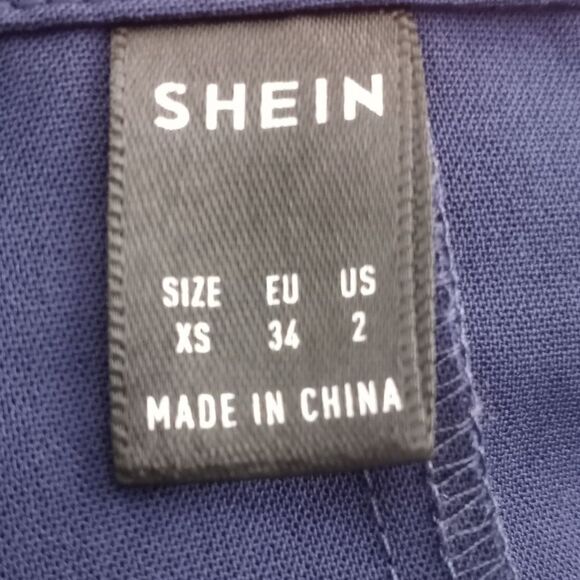 SHEIN
SIZE EU US
XS 34 2
MADE IN CHINA